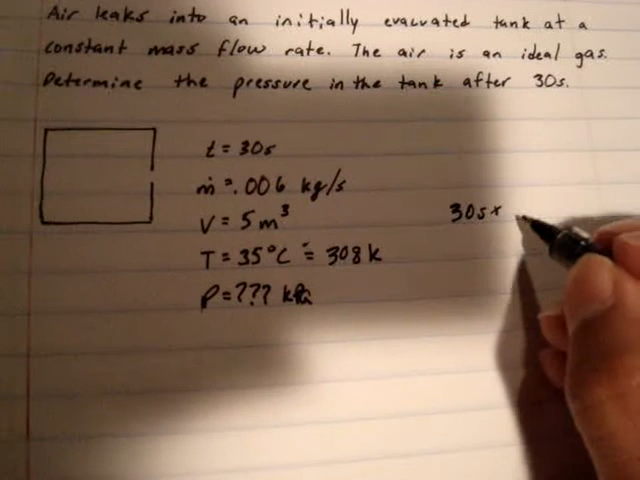 Air leaks into an initially evacvated tank at a
constant mass flow rate. The air is an ideal gas.
Determine the pressure in the tank after 30s.
t = 30s
ṁ = .006 kg/s
V = 5 m³
30s x
T = 35°C = 308 k
P = ??? kPa